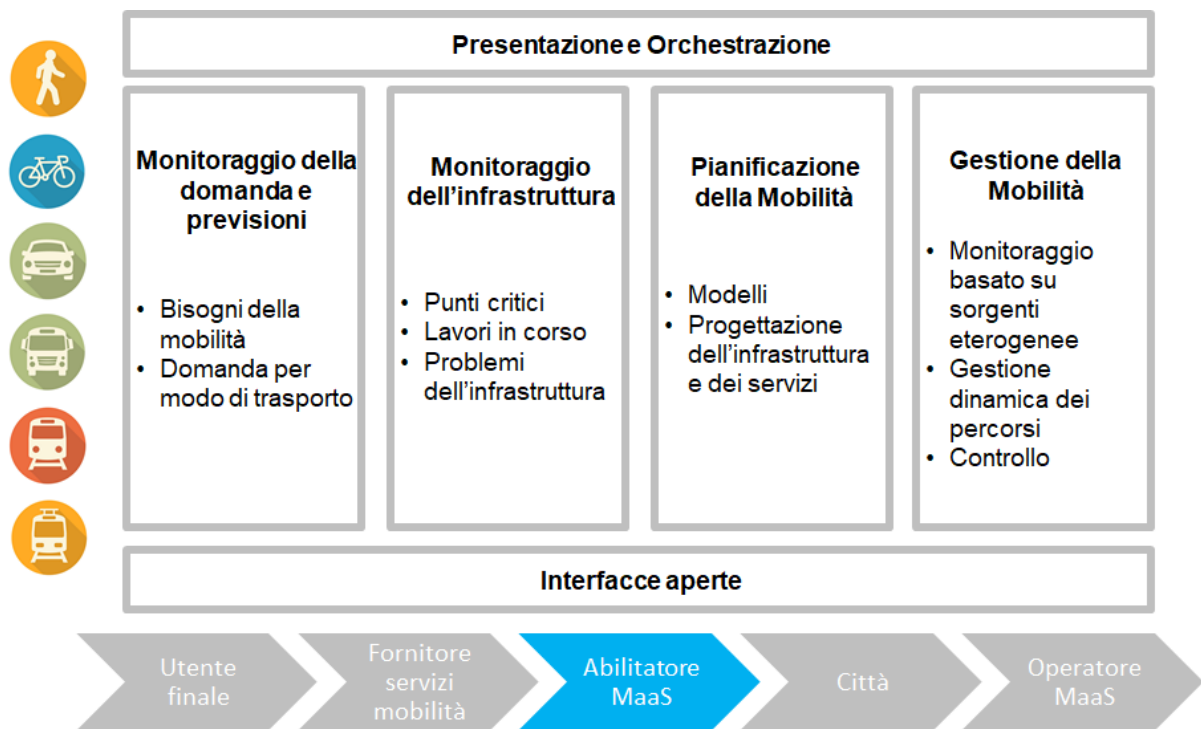 Presentazione e Orchestrazione
Monitoraggio della
domanda e
previsioni
• Bisogni della
mobilità
• Domanda per
modo di trasporto
Monitoraggio
dell'infrastruttura
• Punti critici
• Lavori in corso
• Problemi
dell'infrastruttura
Pianificazione
della Mobilità
• Modelli
• Progettazione
dell'infrastruttura
e dei servizi
Gestione della
Mobilità
• Monitoraggio
basato su
sorgenti
eterogenee
• Gestione
dinamica dei
percorsi
• Controllo
Interfacce aperte
Utente
finale
Fornitore
servizi
mobilità
Abilitatore
MaaS
Città
Operatore
MaaS